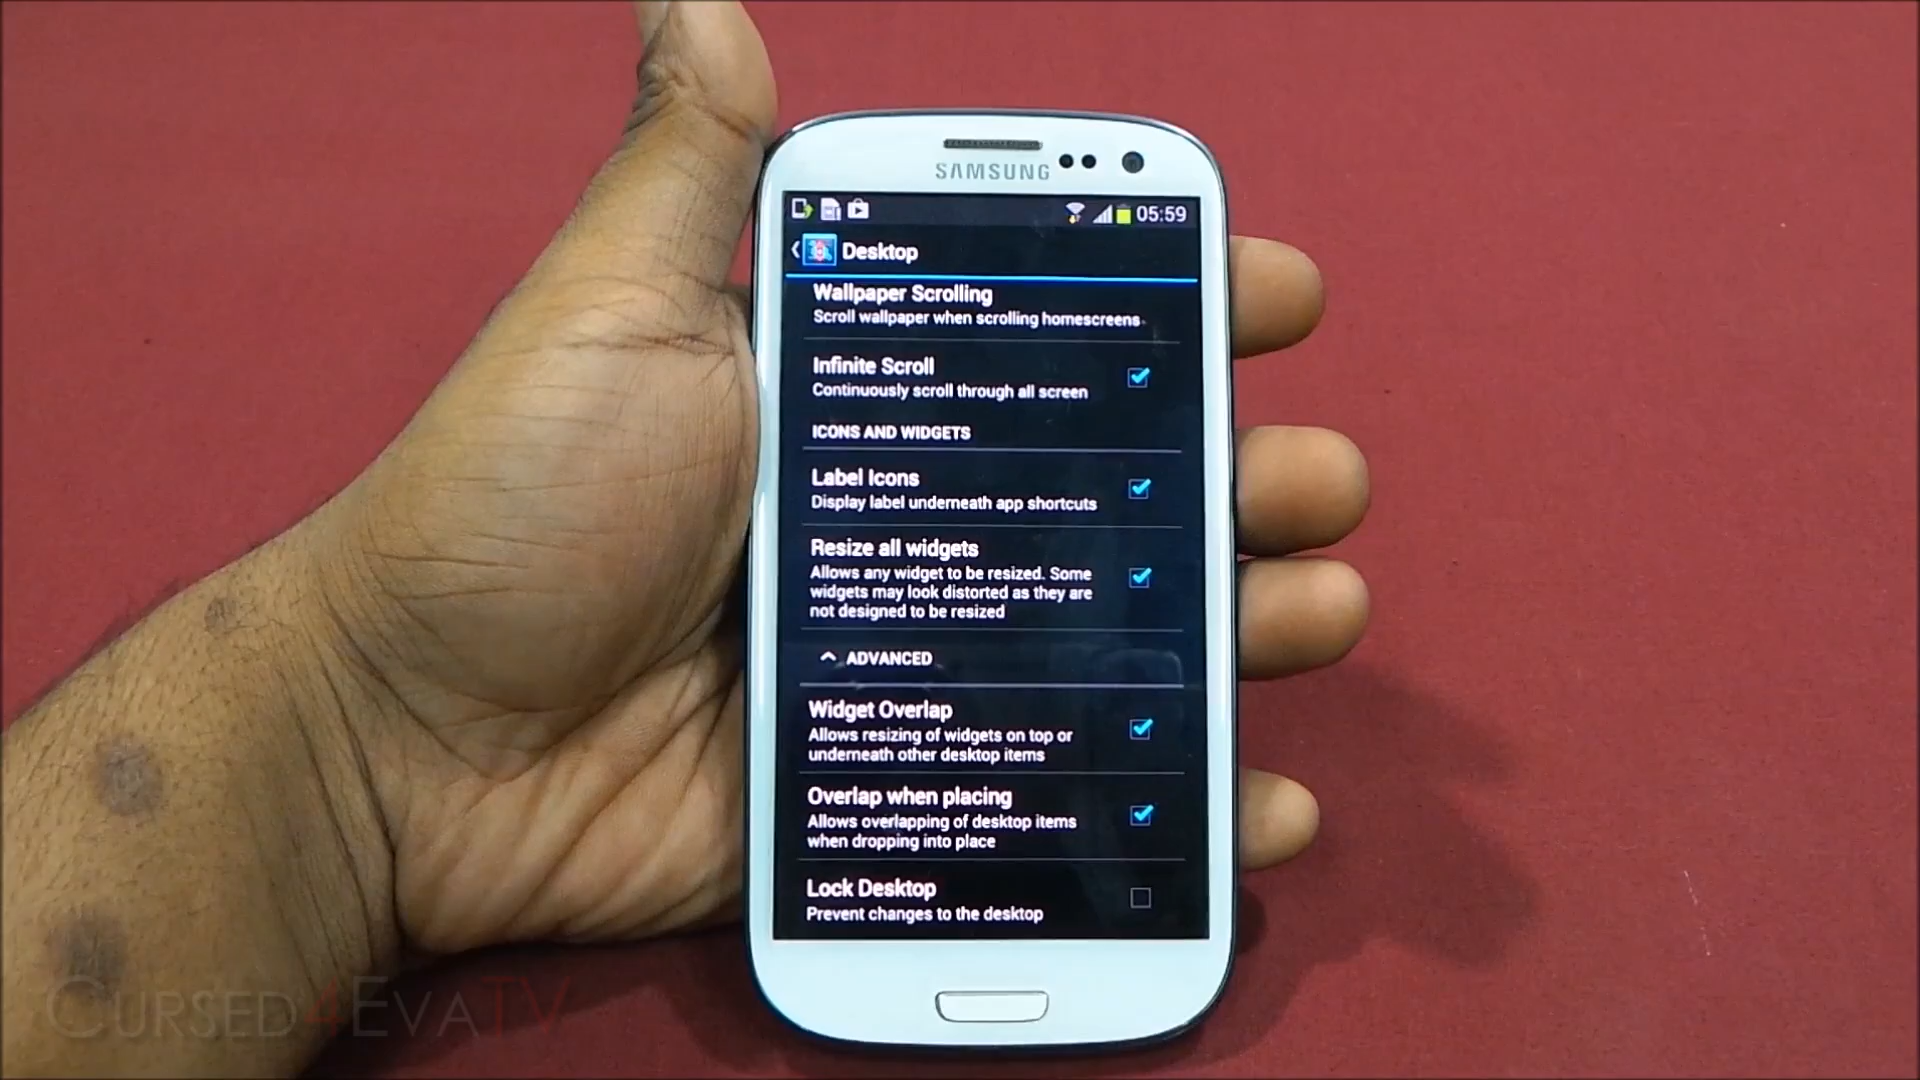 SAMSUNG
05:59
Desktop
Wallpaper Scrolling
Scroll wallpaper when scrolling homescreens
Infinite Scroll
Continuously scroll through all screen
ICONS AND WIDGETS
Label Icons
Display label underneath app shortcuts
Resize all widgets
Allows any widget to be resized. Some
widgets may look distorted as they are
not designed to be resized
ADVANCED
Widget Overlap
Allows resizing of widgets on top or
underneath other desktop items
Overlap when placing
Allows overlapping of desktop items
when dropping into place
Lock Desktop
Prevent changes to the desktop
CURSED4EVATV